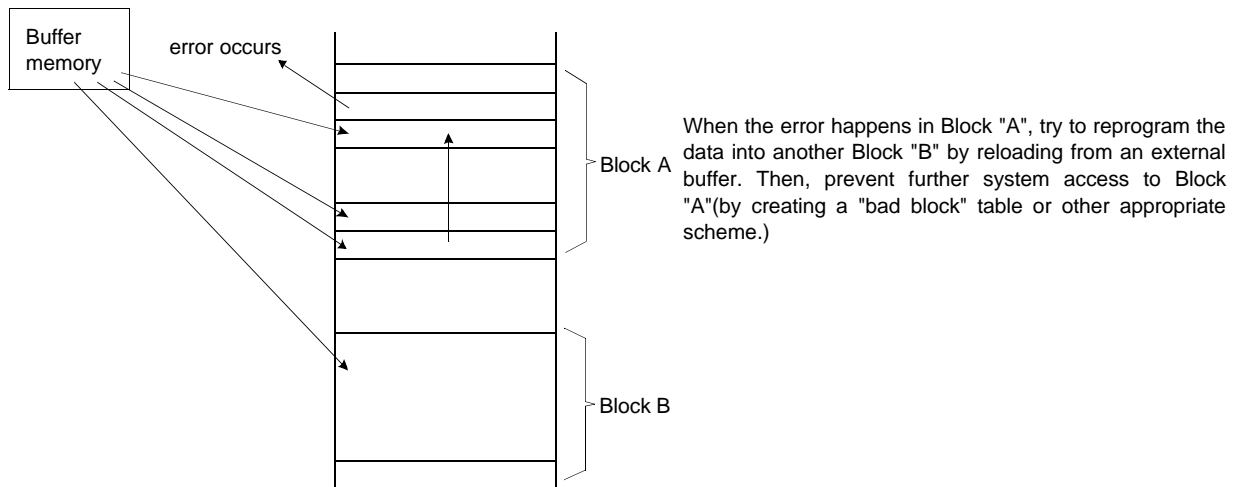 Buffer
memory
error occurs
Block A
When the error happens in Block "A", try to reprogram the
data into another Block "B" by reloading from an external
buffer. Then, prevent further system access to Block
"A"(by creating a "bad block" table or other appropriate
scheme.)
Block B